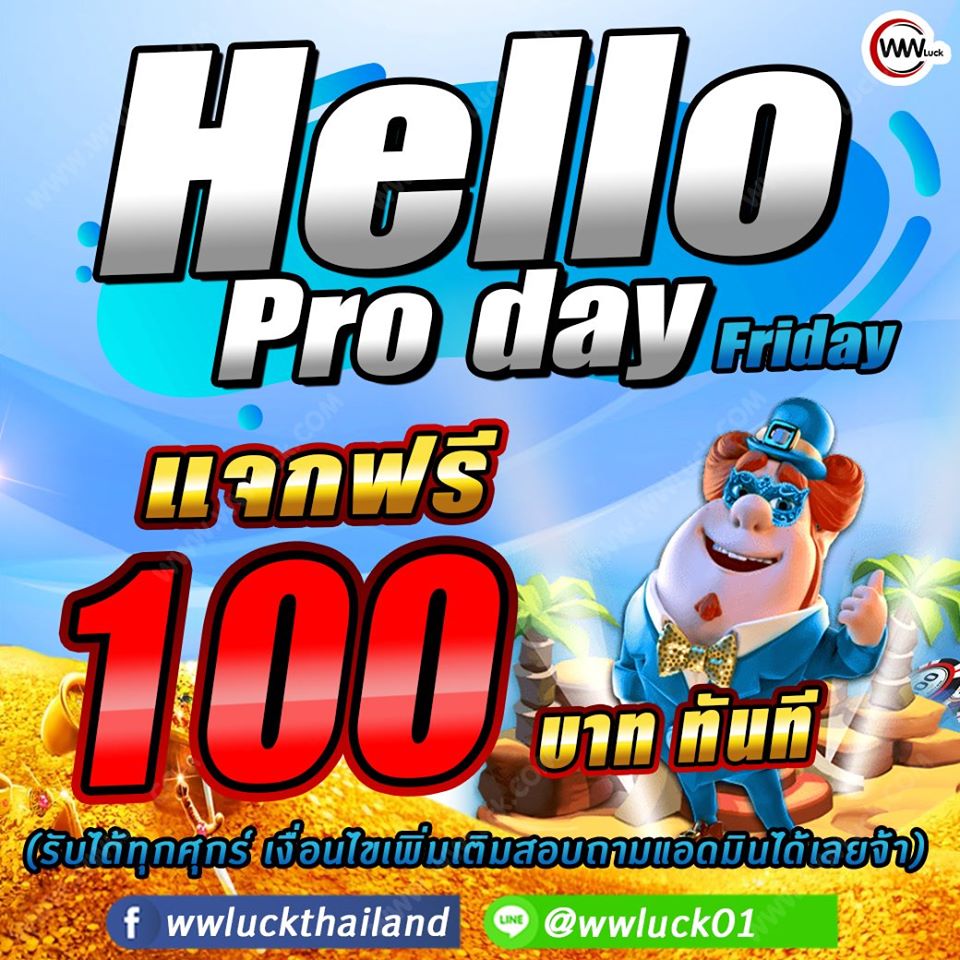 WWLuck
Hello
Pro day Friday
แจกฟรี
100
บาท ทันที
(รับได้ทุกศุกร์ เงื่อนไขเพิ่มเติมสอบถามแอดมินได้เลยจ้า)
f wwluckthailand
LINE @wwluck01